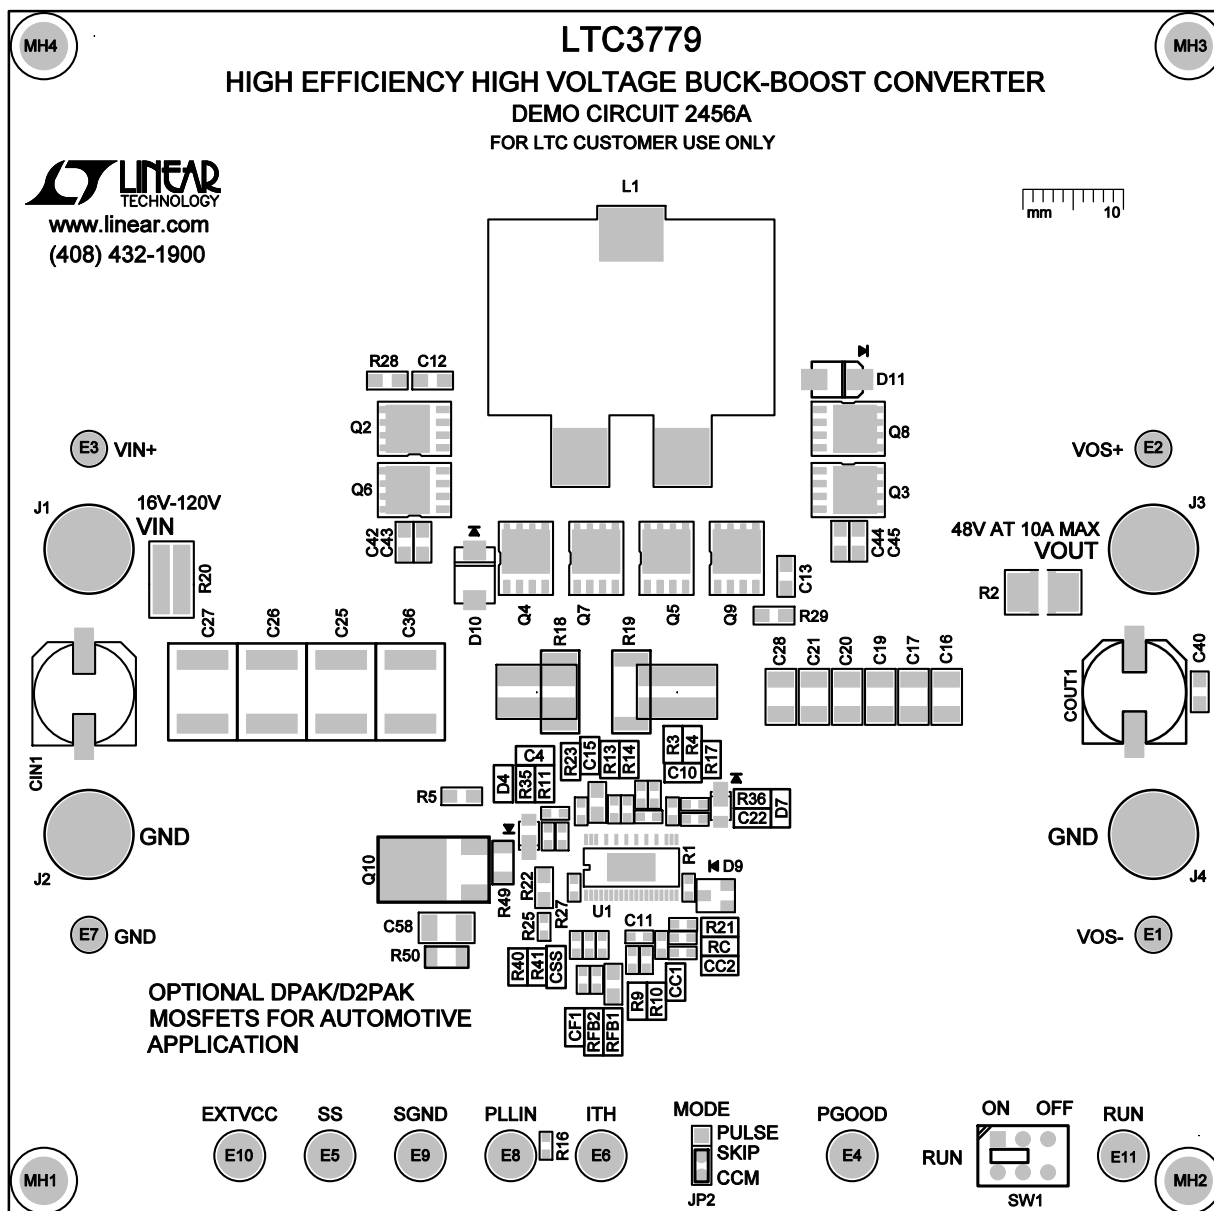 MH4
LTC3779
MH3
HIGH EFFICIENCY HIGH VOLTAGE BUCK-BOOST CONVERTER
DEMO CIRCUIT 2456A
FOR LTC CUSTOMER USE ONLY
LINEAR
TECHNOLOGY
www.linear.com
(408) 432-1900
L1
mm 10
R28 C12
D11
Q2
Q8
E3 VIN+
VOS+ E2
Q6
Q3
J1
16V-120V
VIN
J3
48V AT 10A MAX
VOUT
C42
C43
C44
C45
R20
C13
R2
D10
Q4
Q7
Q5
Q9
R29
C27
C26
C25
C36
R18
R19
C28
C21
C20
C19
C17
C16
C40
CIN1
COUT1
C4
R23
C15
R13
R14
R3
R4
R17
C10
D4
R35
R11
R5
R36
C22
D7
GND
GND
J2
J4
Q10
R49
R22
R27
R1
D9
U1
C58
R25
C11
R21
RC
CC2
E7 GND
VOS- E1
R50
R40
R41
CSS
CC1
R9
R10
CF1
RFB2
RFB1
OPTIONAL DPAK/D2PAK
MOSFETS FOR AUTOMOTIVE
APPLICATION
EXTVCC SS SGND PLLIN ITH MODE PGOOD ON OFF RUN
PULSE
SKIP
CCM
E10 E5 E9 E8 R16 E6 E4 RUN E11
JP2
SW1
MH1
MH2